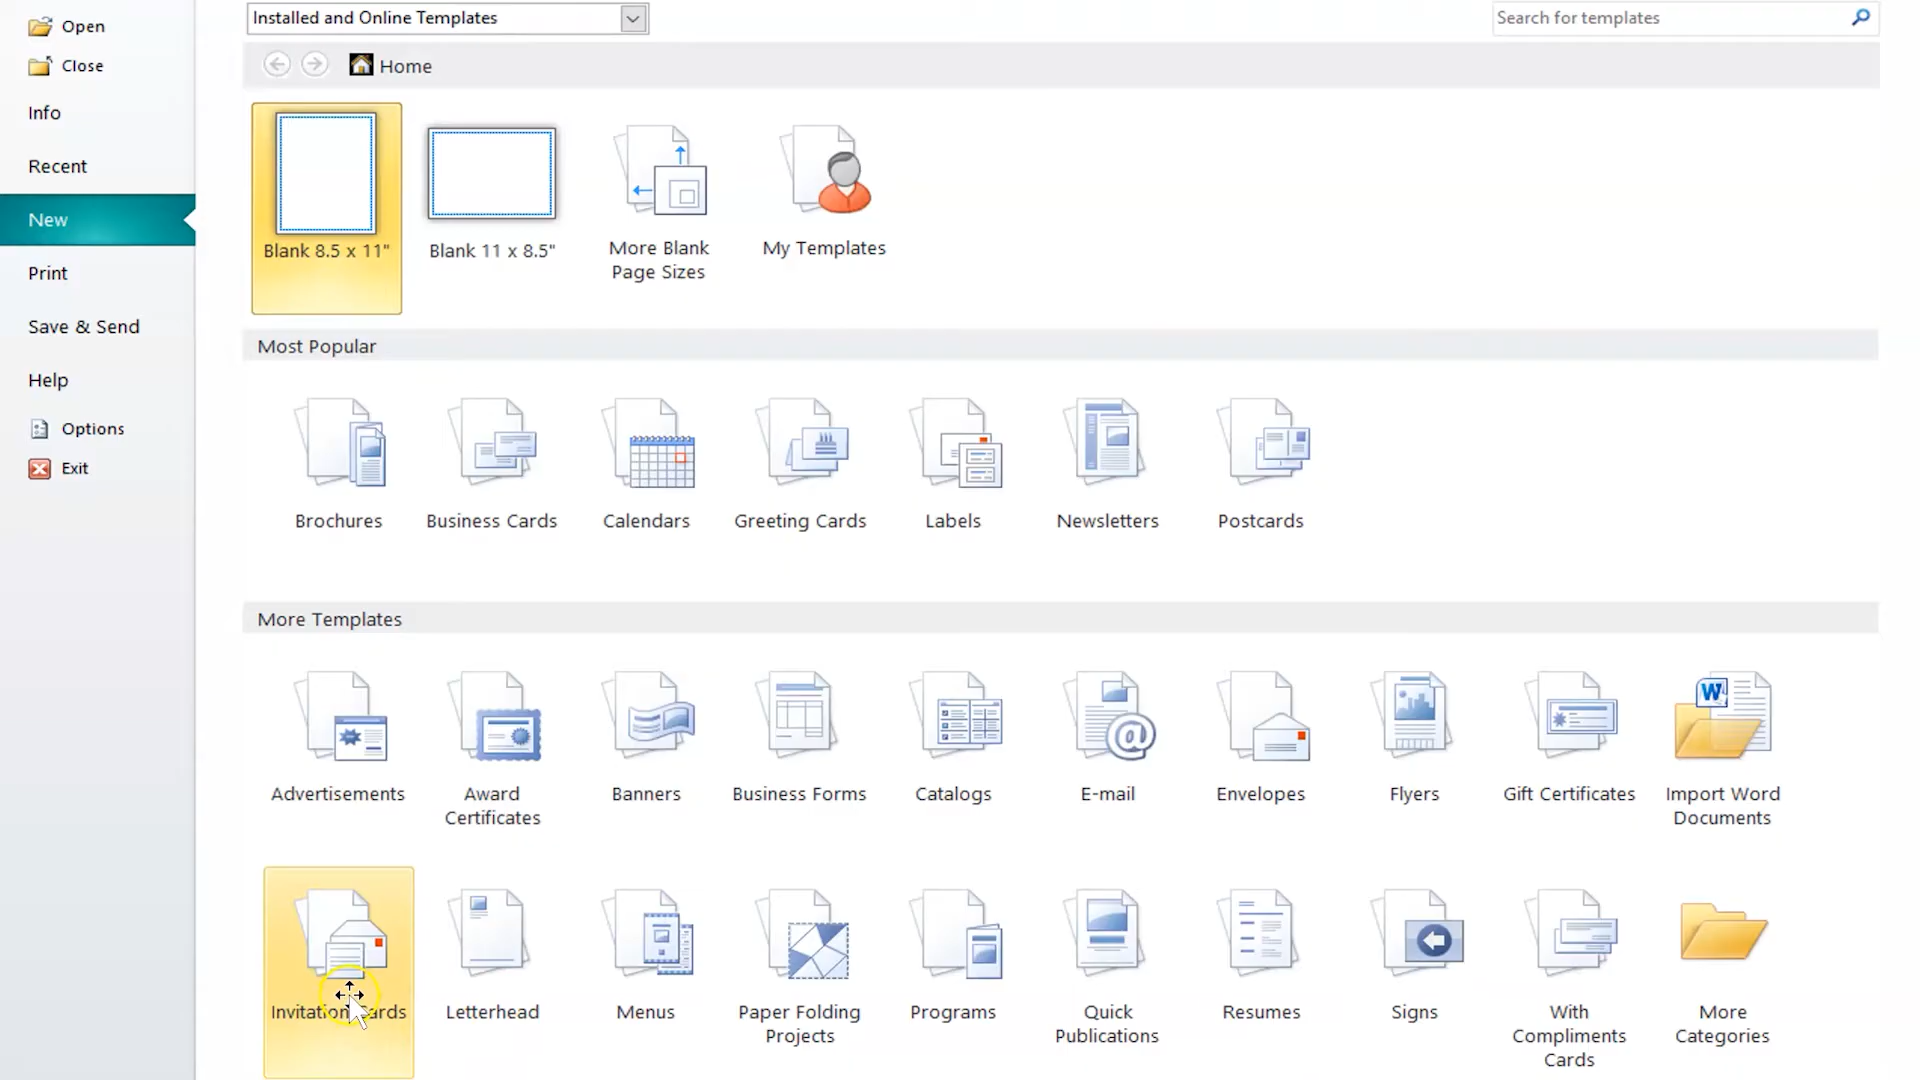 Open
Close
Info
Recent
New
Print
Save & Send
Help
Options
Exit
Installed and Online Templates
Search for templates
Home
Blank 8.5 x 11"
Blank 11 x 8.5"
More Blank
Page Sizes
My Templates
Most Popular
Brochures
Business Cards
Calendars
Greeting Cards
Labels
Newsletters
Postcards
More Templates
Advertisements
Award
Certificates
Banners
Business Forms
Catalogs
E-mail
Envelopes
Flyers
Gift Certificates
W
Import Word
Documents
Invitation Cards
Letterhead
Menus
Paper Folding
Projects
Programs
Quick
Publications
Resumes
Signs
With
Compliments
Cards
More
Categories